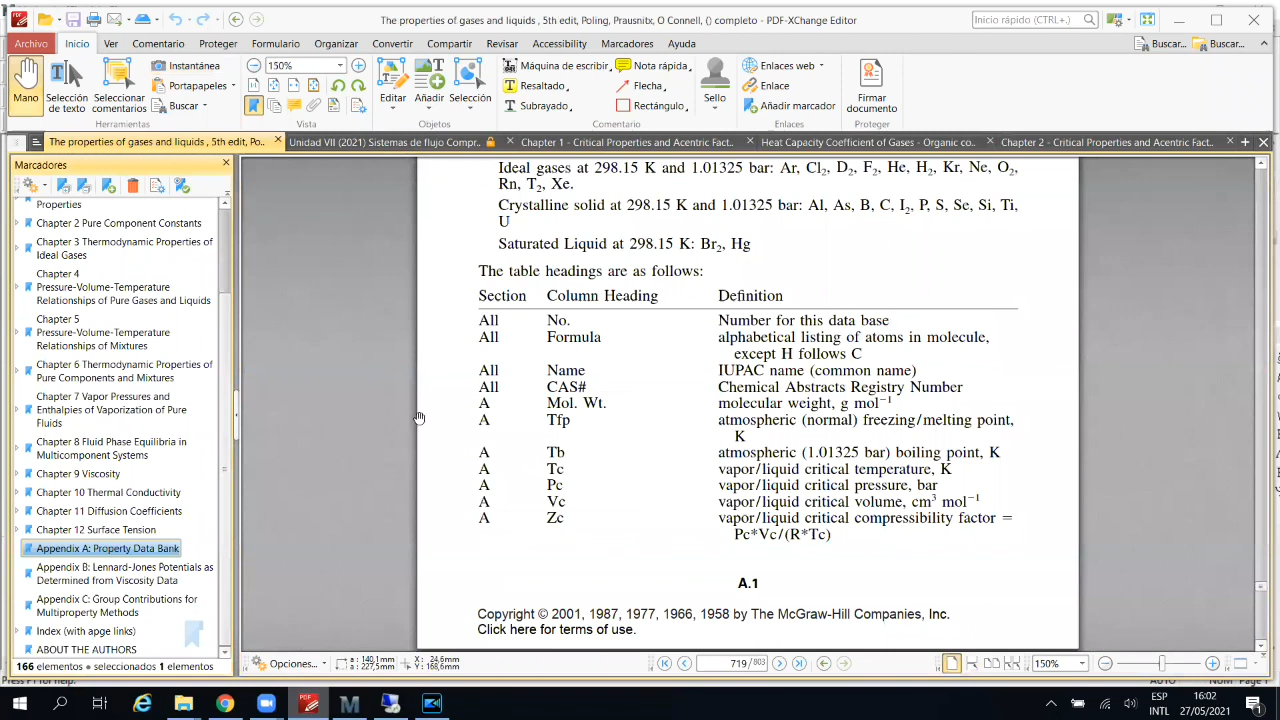 The properties of gases and liquids , 5th edit, Poling, Prausnitz, O Connell, () completo - PDF-XChange Editor
Inicio rápido (CTRL+,)
Archivo Inicio Ver Comentario Proteger Formulario Organizar Convertir Compartir Revisar Accessibility Marcadores Ayuda Buscar... Buscar...
Mano
Selección de texto
Seleccionar comentarios
Instantánea
Portapapeles
Buscar
Herramientas
150%
Vista
Editar
Añadir
Selección
Objetos
Máquina de escribir
Resaltado
Subrayado
Nota rápida
Flecha
Rectángulo
Comentario
Sello
Enlaces web
Enlace
Añadir marcador
Enlaces
Firmar documento
Proteger
The properties of gases and liquids , 5th edit, Po..
Unidad VII (2021) Sistemas de flujo Compr..
Chapter 1 - Critical Properties and Acentric Fact..
Heat Capacity Coefficient of Gases - Organic co..
Chapter 2 - Critical Properties and Acentric Fact..
Marcadores
Properties
Chapter 2 Pure Component Constants
Chapter 3 Thermodynamic Properties of
Ideal Gases
Chapter 4
Pressure-Volume-Temperature
Relationships of Pure Gases and Liquids
Chapter 5
Pressure-Volume-Temperature
Relationships of Mixtures
Chapter 6 Thermodynamic Properties of
Pure Components and Mixtures
Chapter 7 Vapor Pressures and
Enthalpies of Vaporization of Pure
Fluids
Chapter 8 Fluid Phase Equilibria in
Multicomponent Systems
Chapter 9 Viscosity
Chapter 10 Thermal Conductivity
Chapter 11 Diffusion Coefficients
Chapter 12 Surface Tension
Appendix A: Property Data Bank
Appendix B: Lennard-Jones Potentials as
Determined from Viscosity Data
Appendix C: Group Contributions for
Multiproperty Methods
Index (with apge links)
ABOUT THE AUTHORS
166 elementos • seleccionados 1 elementos
Ideal gases at 298.15 K and 1.01325 bar: Ar, Cl₂, D₂, F₂, He, H₂, Kr, Ne, O₂,
Rn, T₂, Xe.
Crystalline solid at 298.15 K and 1.01325 bar: Al, As, B, C, I₂, P, S, Se, Si, Ti,
U
Saturated Liquid at 298.15 K: Br₂, Hg
The table headings are as follows:
Section Column Heading Definition
All No. Number for this data base
All Formula alphabetical listing of atoms in molecule,
except H follows C
All Name IUPAC name (common name)
All CAS# Chemical Abstracts Registry Number
A Mol. Wt. molecular weight, g mol⁻¹
A Tfp atmospheric (normal) freezing/melting point,
K
A Tb atmospheric (1.01325 bar) boiling point, K
A Tc vapor/liquid critical temperature, K
A Pc vapor/liquid critical pressure, bar
A Vc vapor/liquid critical volume, cm³ mol⁻¹
A Zc vapor/liquid critical compressibility factor =
Pc*Vc/(R*Tc)
A.1
Copyright © 2001, 1987, 1977, 1966, 1958 by The McGraw-Hill Companies, Inc.
Click here for terms of use.
Opciones...
a: 140,1mm
a: 227,5mm
X: 24,6mm
Y: 168,6mm
719 / 803
150%
ESP
INTL
16:02
27/05/2021